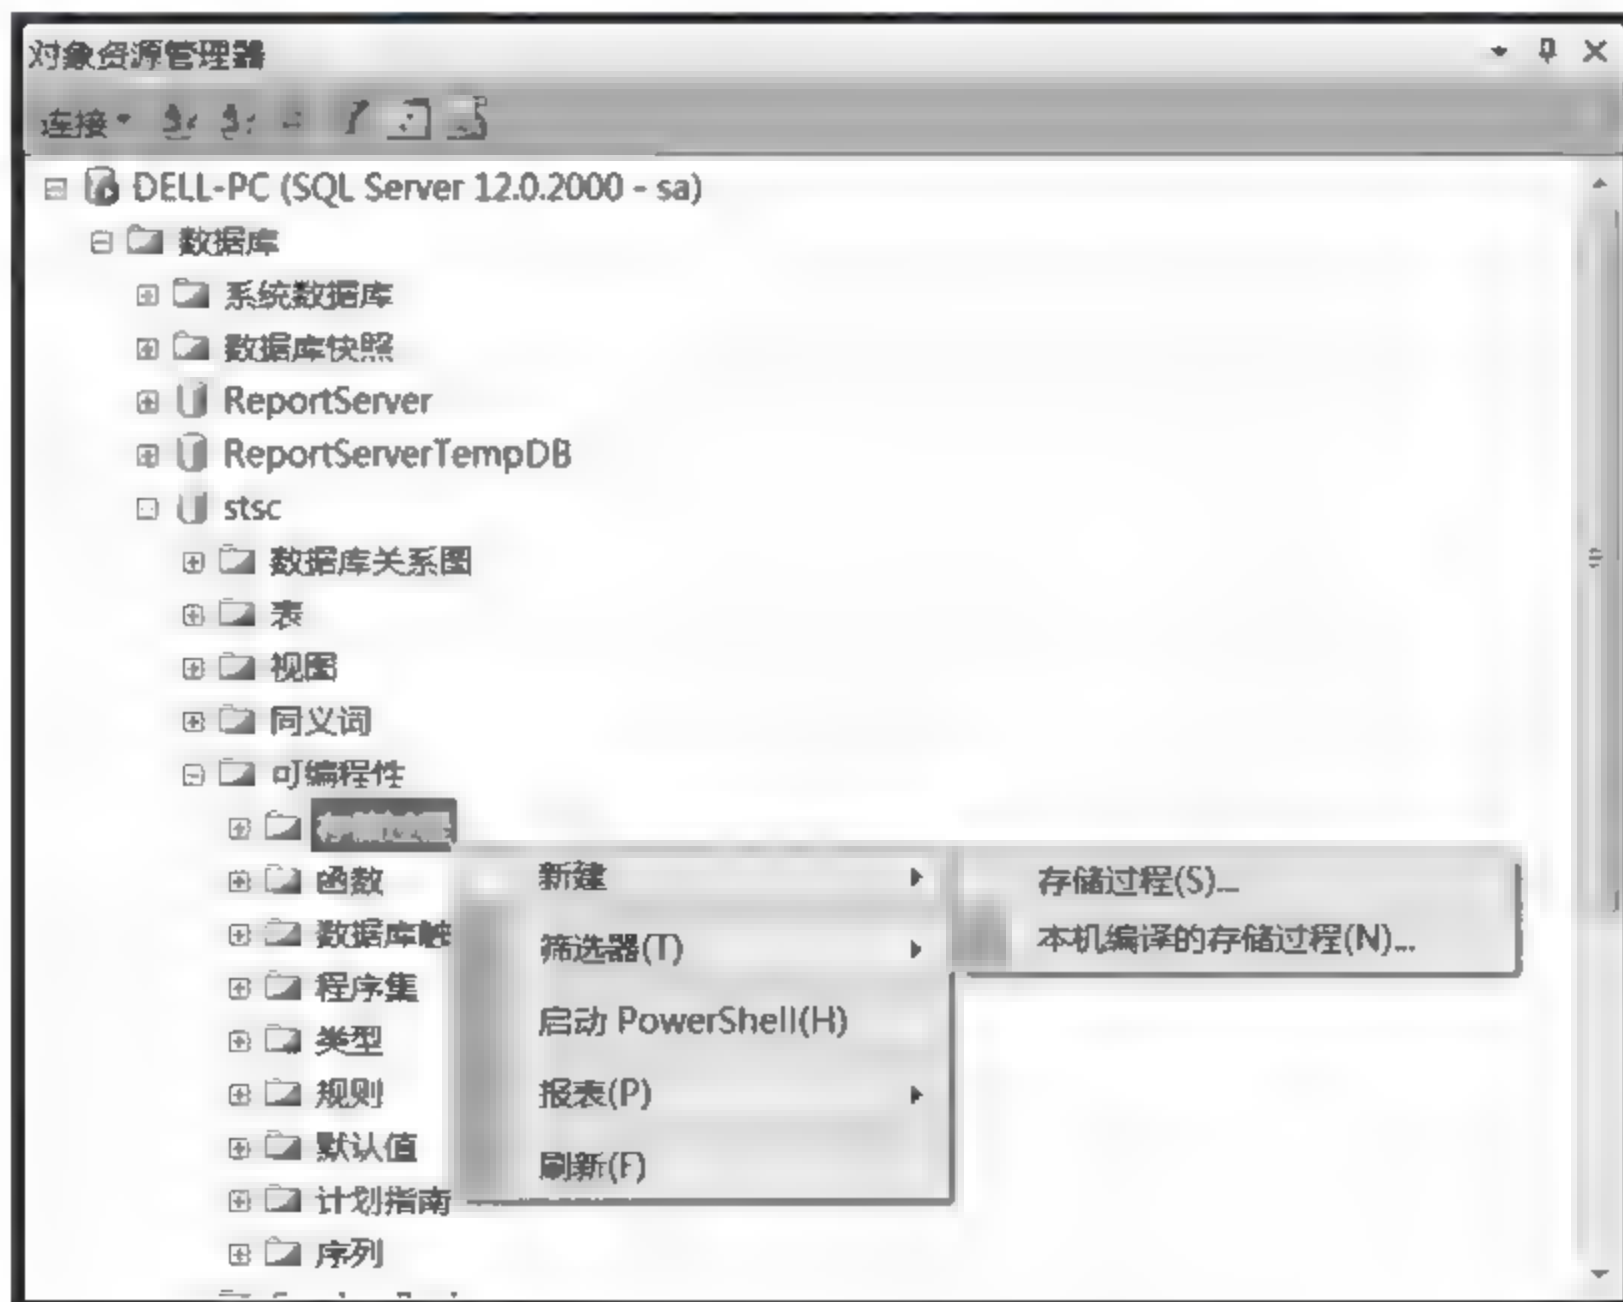 对象资源管理器
连接
DELL-PC (SQL Server 12.0.2000 - sa)
数据库
系统数据库
数据库快照
ReportServer
ReportServerTempDB
stsc
数据库关系图
表
视图
同义词
可编程性
函数
数据库触
程序集
类型
规则
默认值
计划指南
序列
新建
筛选器(T)
启动 PowerShell(H)
报表(P)
刷新(F)
存储过程(S)...
本机编译的存储过程(N)...